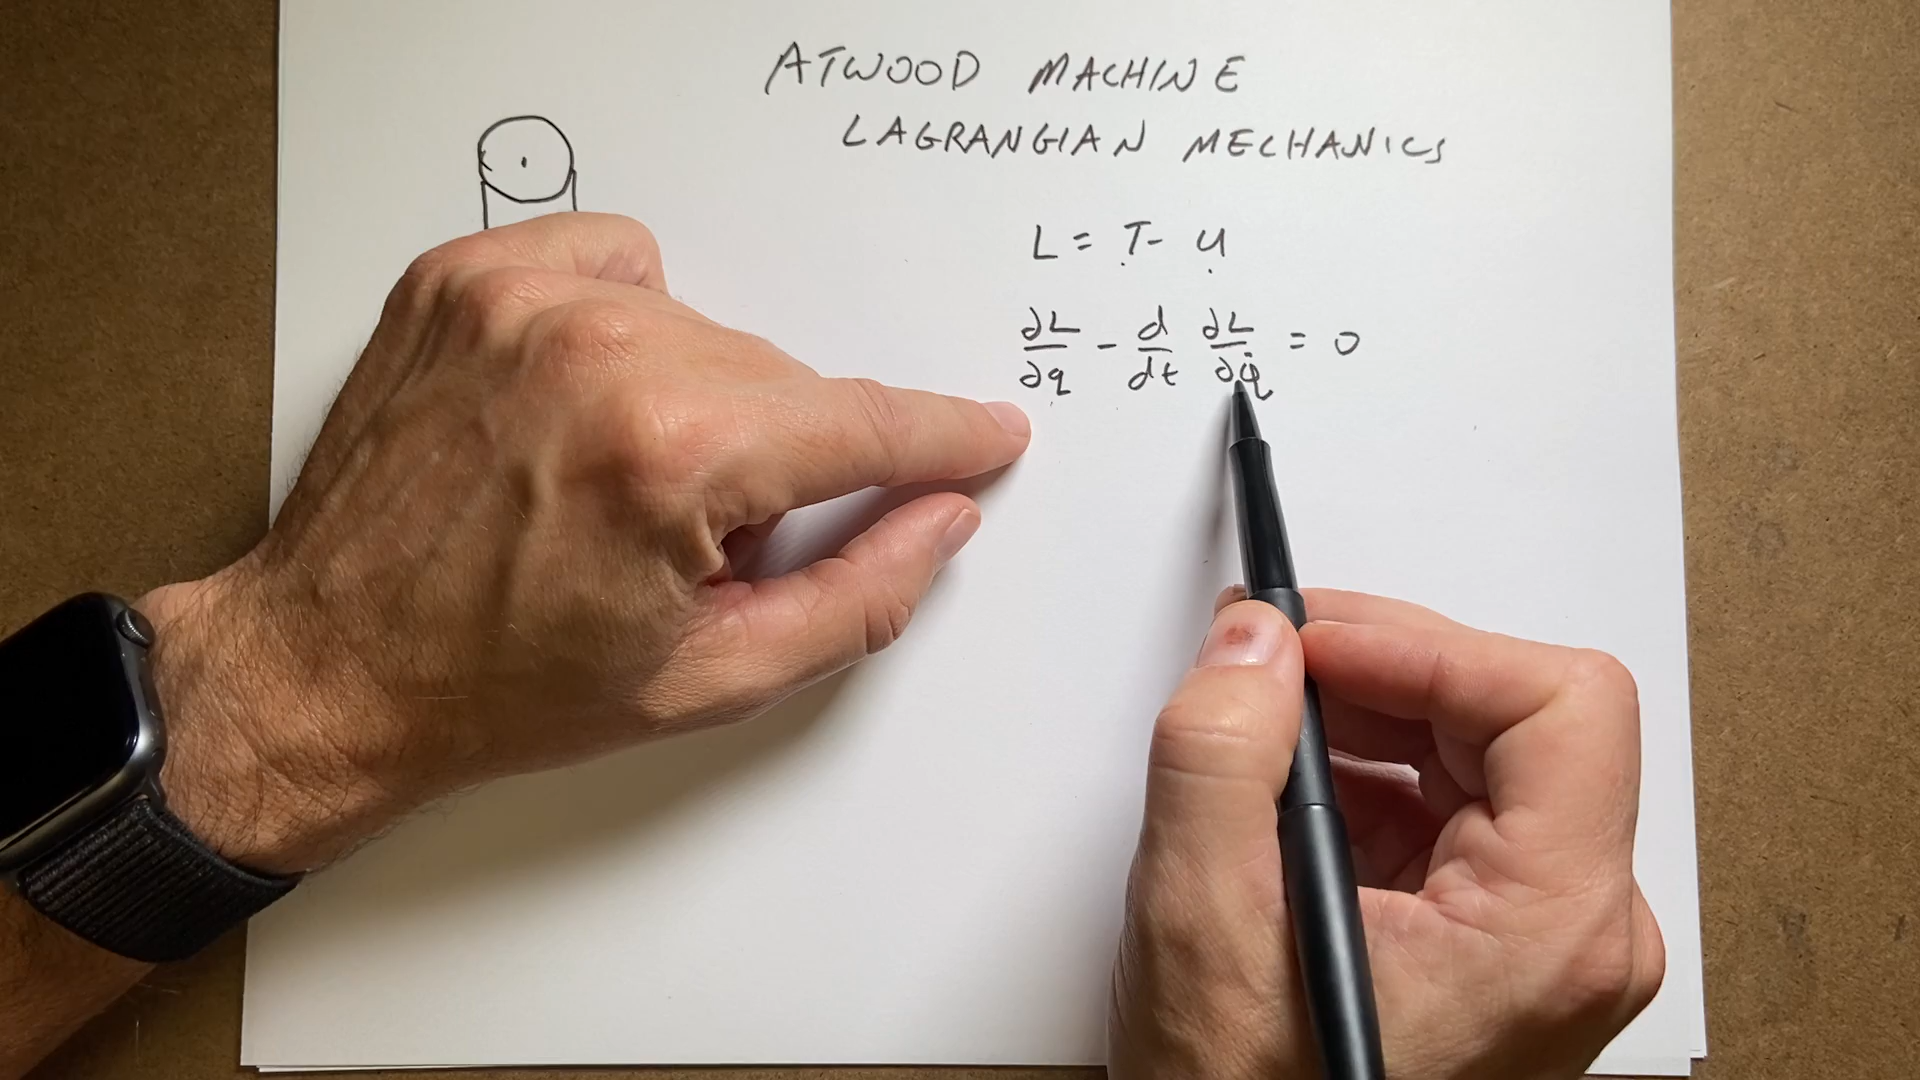 ATWOOD MACHINE
LAGRANGIAN MECHANICS
L = T - U
∂L/∂q - d/dt ∂L/∂q̇ = 0